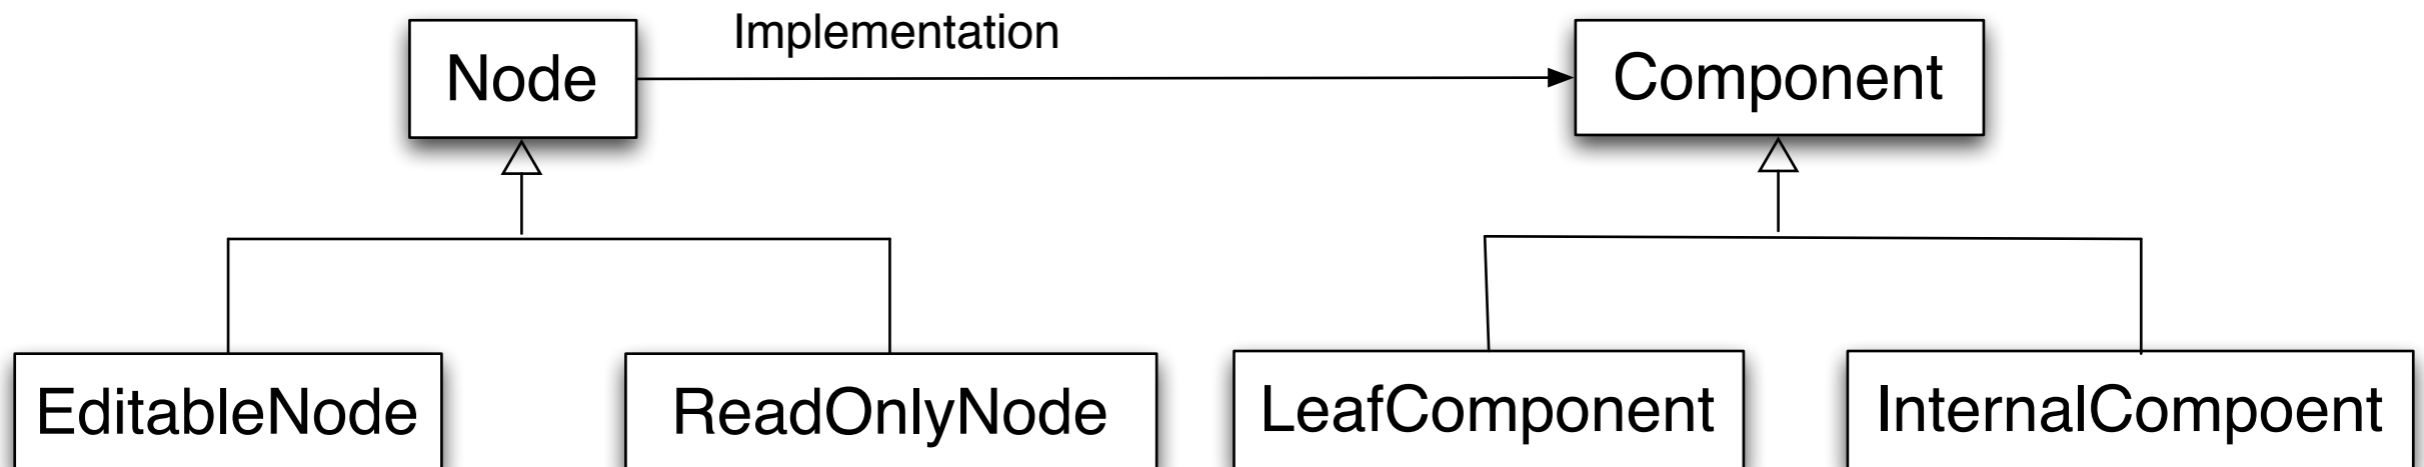 Implementation
Node
Component
EditableNode
ReadOnlyNode
LeafComponent
InternalCompoent